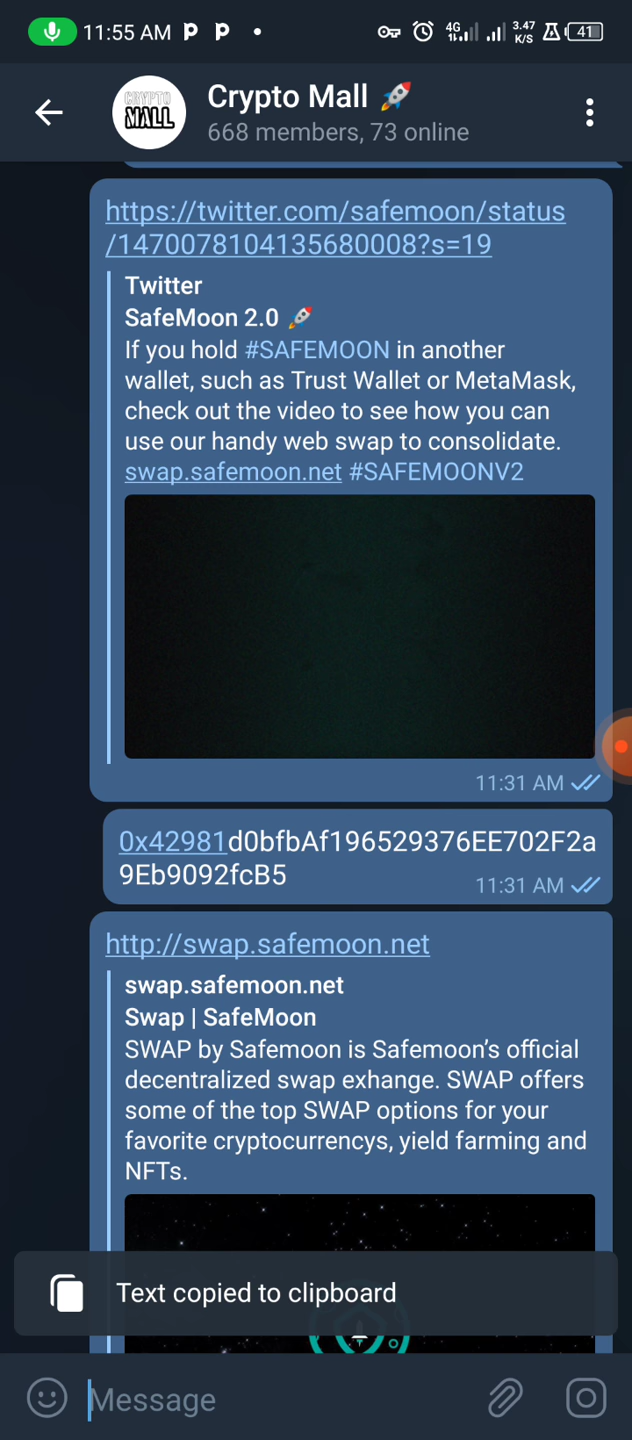 11:55 AM
4G
3.47
K/S
41
CRYPTO
MALL
Crypto Mall 🚀
668 members, 73 online
https://twitter.com/safemoon/status
/1470078104135680008?s=19
Twitter
SafeMoon 2.0 🚀
If you hold #SAFEMOON in another
wallet, such as Trust Wallet or MetaMask,
check out the video to see how you can
use our handy web swap to consolidate.
swap.safemoon.net #SAFEMOONV2
11:31 AM
0x42981d0bfbAf196529376EE702F2a
9Eb9092fcB5
11:31 AM
http://swap.safemoon.net
swap.safemoon.net
Swap | SafeMoon
SWAP by Safemoon is Safemoon’s official
decentralized swap exhange. SWAP offers
some of the top SWAP options for your
favorite cryptocurrencys, yield farming and
NFTs.
Text copied to clipboard
Message